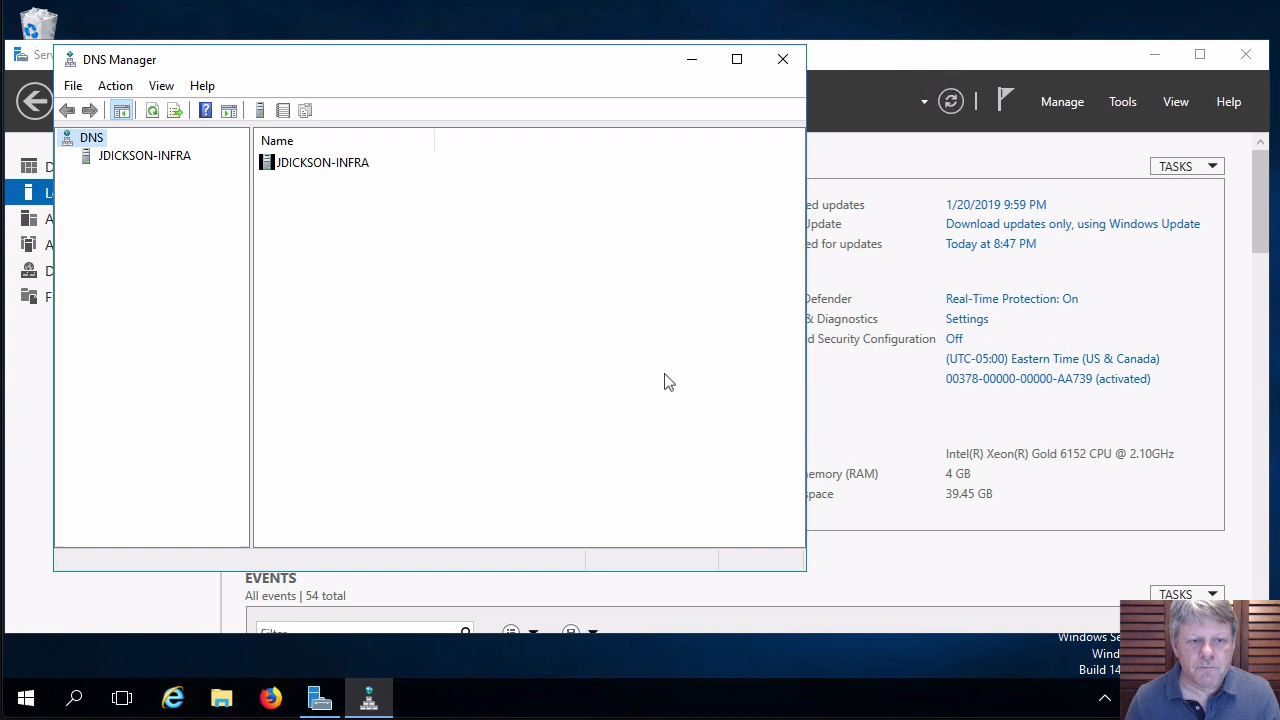 Serv
DNS Manager
File Action View Help
Manage Tools View Help
DNS
JDICKSON-INFRA
Name
JDICKSON-INFRA
D
L
A
A
D
F
TASKS
ed updates 1/20/2019 9:59 PM
Update Download updates only, using Windows Update
ed for updates Today at 8:47 PM
Defender Real-Time Protection: On
& Diagnostics Settings
d Security Configuration Off
(UTC-05:00) Eastern Time (US & Canada)
00378-00000-00000-AA739 (activated)
Intel(R) Xeon(R) Gold 6152 CPU @ 2.10GHz
emory (RAM) 4 GB
space 39.45 GB
EVENTS
All events | 54 total
TASKS
Filter
Windows Se
Wind
Build 14